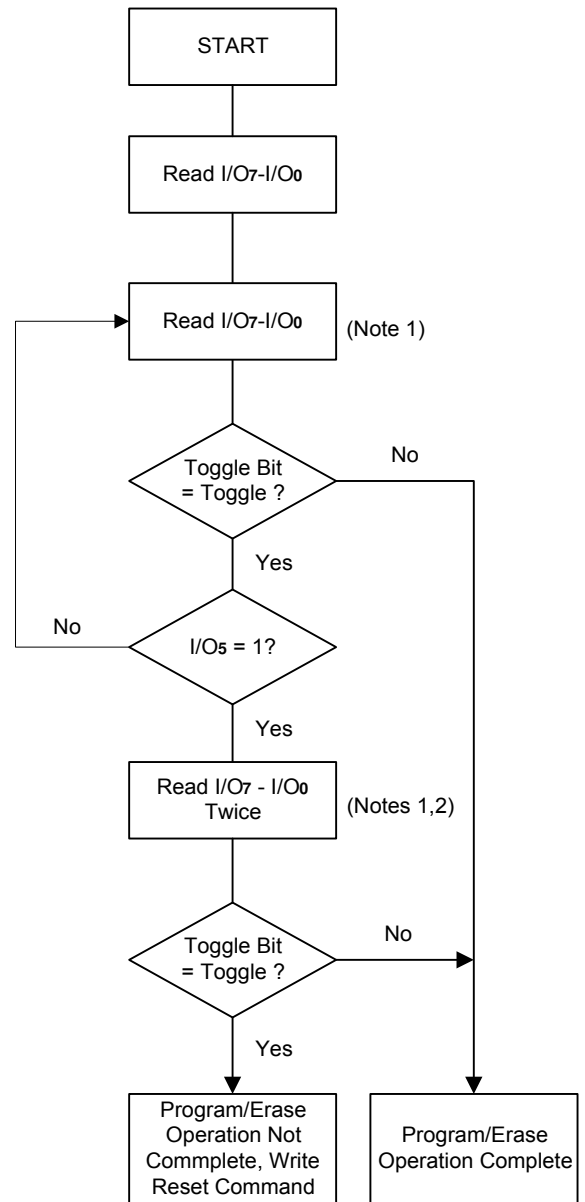 START
Read I/O7-I/O0
Read I/O7-I/O0
(Note 1)
Toggle Bit
= Toggle ?
No
Yes
No
I/O5 = 1?
Yes
Read I/O7 - I/O0
Twice
(Notes 1,2)
Toggle Bit
= Toggle ?
No
Yes
Program/Erase
Operation Not
Commplete, Write
Reset Command
Program/Erase
Operation Complete